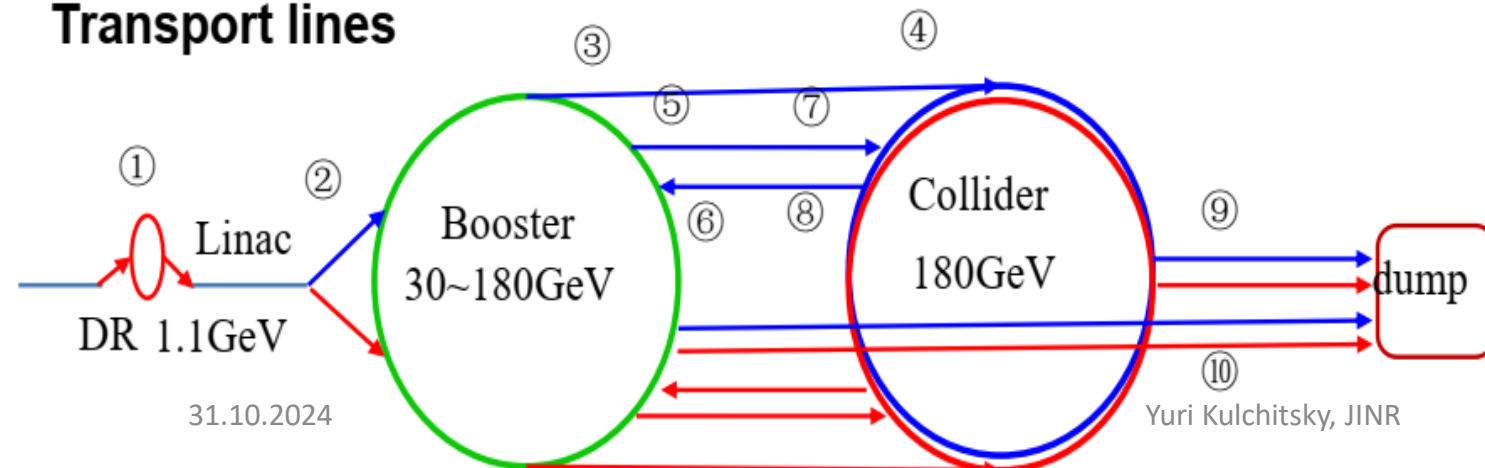 Transport lines
③ ④
⑤ ⑦
① ②
Linac
Booster
30~180GeV
⑥ ⑧
Collider
180GeV
⑨
dump
DR 1.1GeV
⑩
31.10.2024
Yuri Kulchitsky, JINR